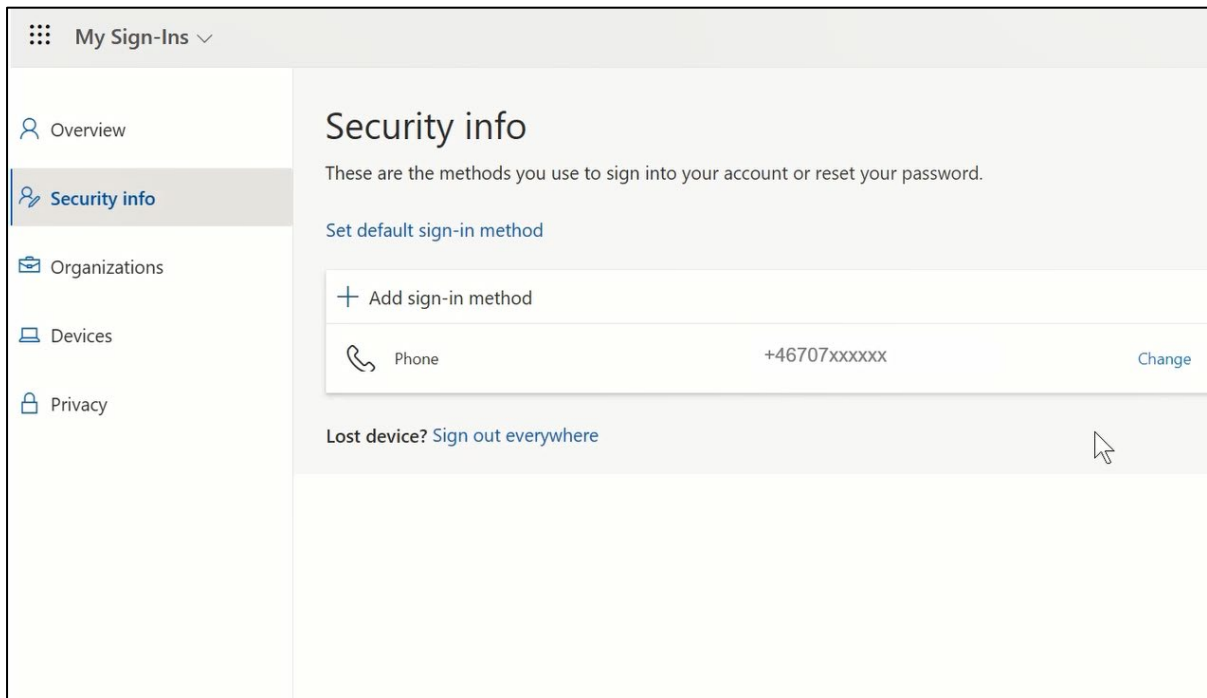 My Sign-Ins
Overview
Security info
Organizations
Devices
Privacy
Security info
These are the methods you use to sign into your account or reset your password.
Set default sign-in method
Add sign-in method
Phone +46707xxxxxx Change
Lost device? Sign out everywhere